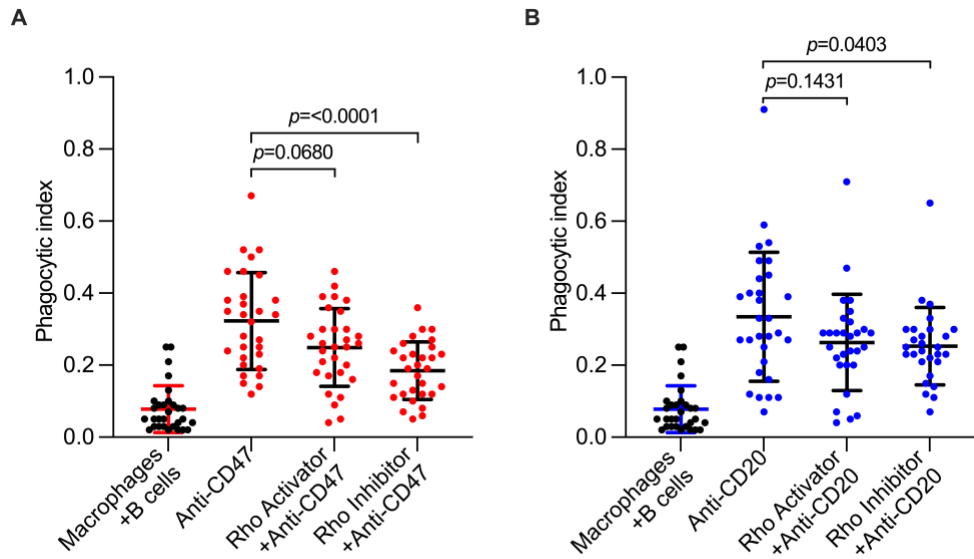 A
Phagocytic index
1.0
0.8
0.6
0.4
0.2
0.0
p=<0.0001
p=0.0680
Macrophages
+B cells
Anti-CD47
Rho Activator
+Anti-CD47
Rho Inhibitor
+Anti-CD47
B
Phagocytic index
1.0
0.8
0.6
0.4
0.2
0.0
p=0.0403
p=0.1431
Macrophages
+B cells
Anti-CD20
Rho Activator
+Anti-CD20
Rho Inhibitor
+Anti-CD20